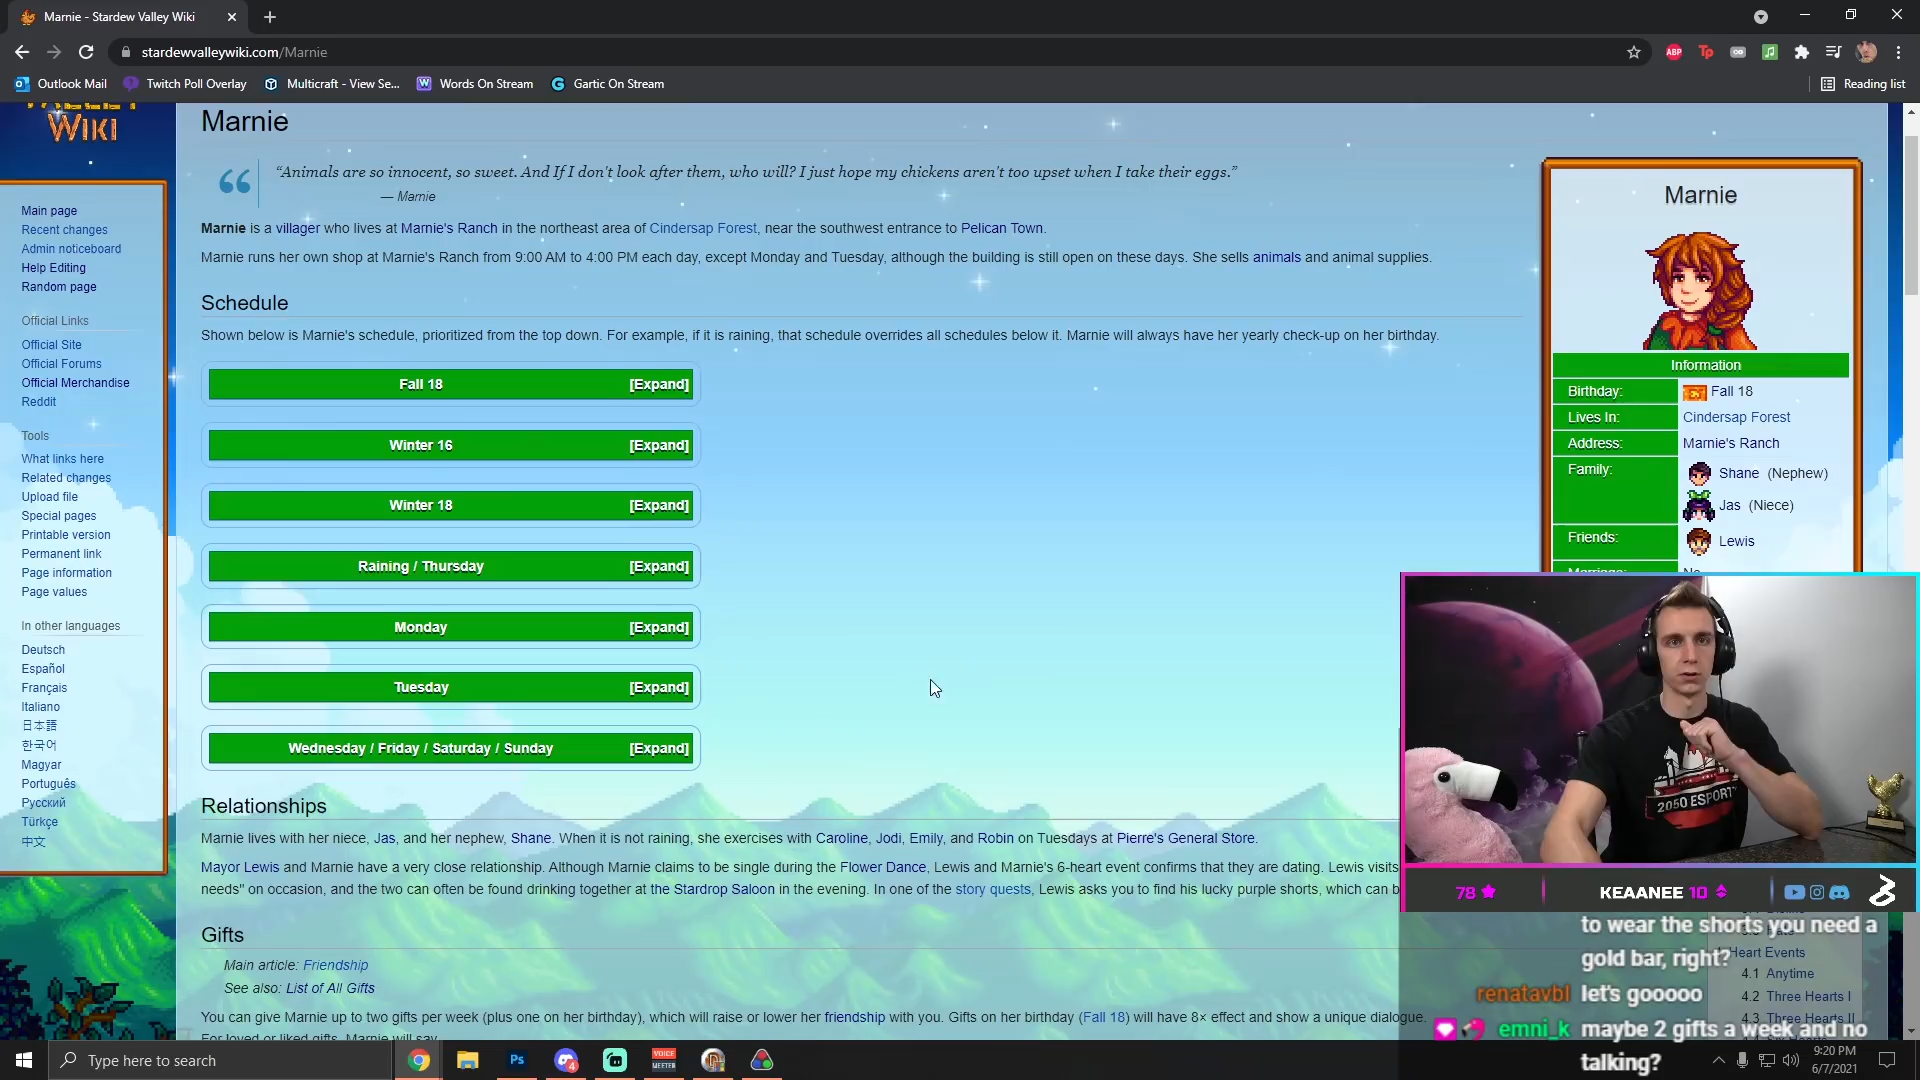 Marnie - Stardew Valley Wiki
stardewvalleywiki.com/Marnie
ABP
Tp
Outlook Mail
Twitch Poll Overlay
Multicraft - View Se...
Words On Stream
Gartic On Stream
Reading list
WIKI
Main page
Recent changes
Admin noticeboard
Help Editing
Random page
Official Links
Official Site
Official Forums
Official Merchandise
Reddit
Tools
What links here
Related changes
Upload file
Special pages
Printable version
Permanent link
Page information
Page values
In other languages
Deutsch
Español
Français
Italiano
日本語
한국어
Magyar
Português
Русский
Türkçe
中文
Marnie
“Animals are so innocent, so sweet. And If I don't look after them, who will? I just hope my chickens aren't too upset when I take their eggs.”
— Marnie
Marnie is a villager who lives at Marnie's Ranch in the northeast area of Cindersap Forest, near the southwest entrance to Pelican Town.
Marnie runs her own shop at Marnie's Ranch from 9:00 AM to 4:00 PM each day, except Monday and Tuesday, although the building is still open on these days. She sells animals and animal supplies.
Schedule
Shown below is Marnie's schedule, prioritized from the top down. For example, if it is raining, that schedule overrides all schedules below it. Marnie will always have her yearly check-up on her birthday.
Fall 18 [Expand]
Winter 16 [Expand]
Winter 18 [Expand]
Raining / Thursday [Expand]
Monday [Expand]
Tuesday [Expand]
Wednesday / Friday / Saturday / Sunday [Expand]
Relationships
Marnie lives with her niece, Jas, and her nephew, Shane. When it is not raining, she exercises with Caroline, Jodi, Emily, and Robin on Tuesdays at Pierre's General Store.
Mayor Lewis and Marnie have a very close relationship. Although Marnie claims to be single during the Flower Dance, Lewis and Marnie's 6-heart event confirms that they are dating. Lewis visits
needs" on occasion, and the two can often be found drinking together at the Stardrop Saloon in the evening. In one of the story quests, Lewis asks you to find his lucky purple shorts, which can b
Gifts
Main article: Friendship
See also: List of All Gifts
You can give Marnie up to two gifts per week (plus one on her birthday), which will raise or lower her friendship with you. Gifts on her birthday (Fall 18) will have 8× effect and show a unique dialogue.
For loved or liked gifts, Marnie will say
Marnie
Information
Birthday: Fall 18
Lives In: Cindersap Forest
Address: Marnie's Ranch
Family: Shane (Nephew)
Jas (Niece)
Friends: Lewis
2050 ESPORT
78
KEAANEE 10
to wear the shorts you need a
gold bar, right?
renatavbl let's gooooo
emni_k maybe 2 gifts a week and no
talking?
Heart Events
4.1 Anytime
4.2 Three Hearts I
4.3 Three Hearts II
Type here to search
Ps
4
VOICE
MEETER
9:20 PM
6/7/2021